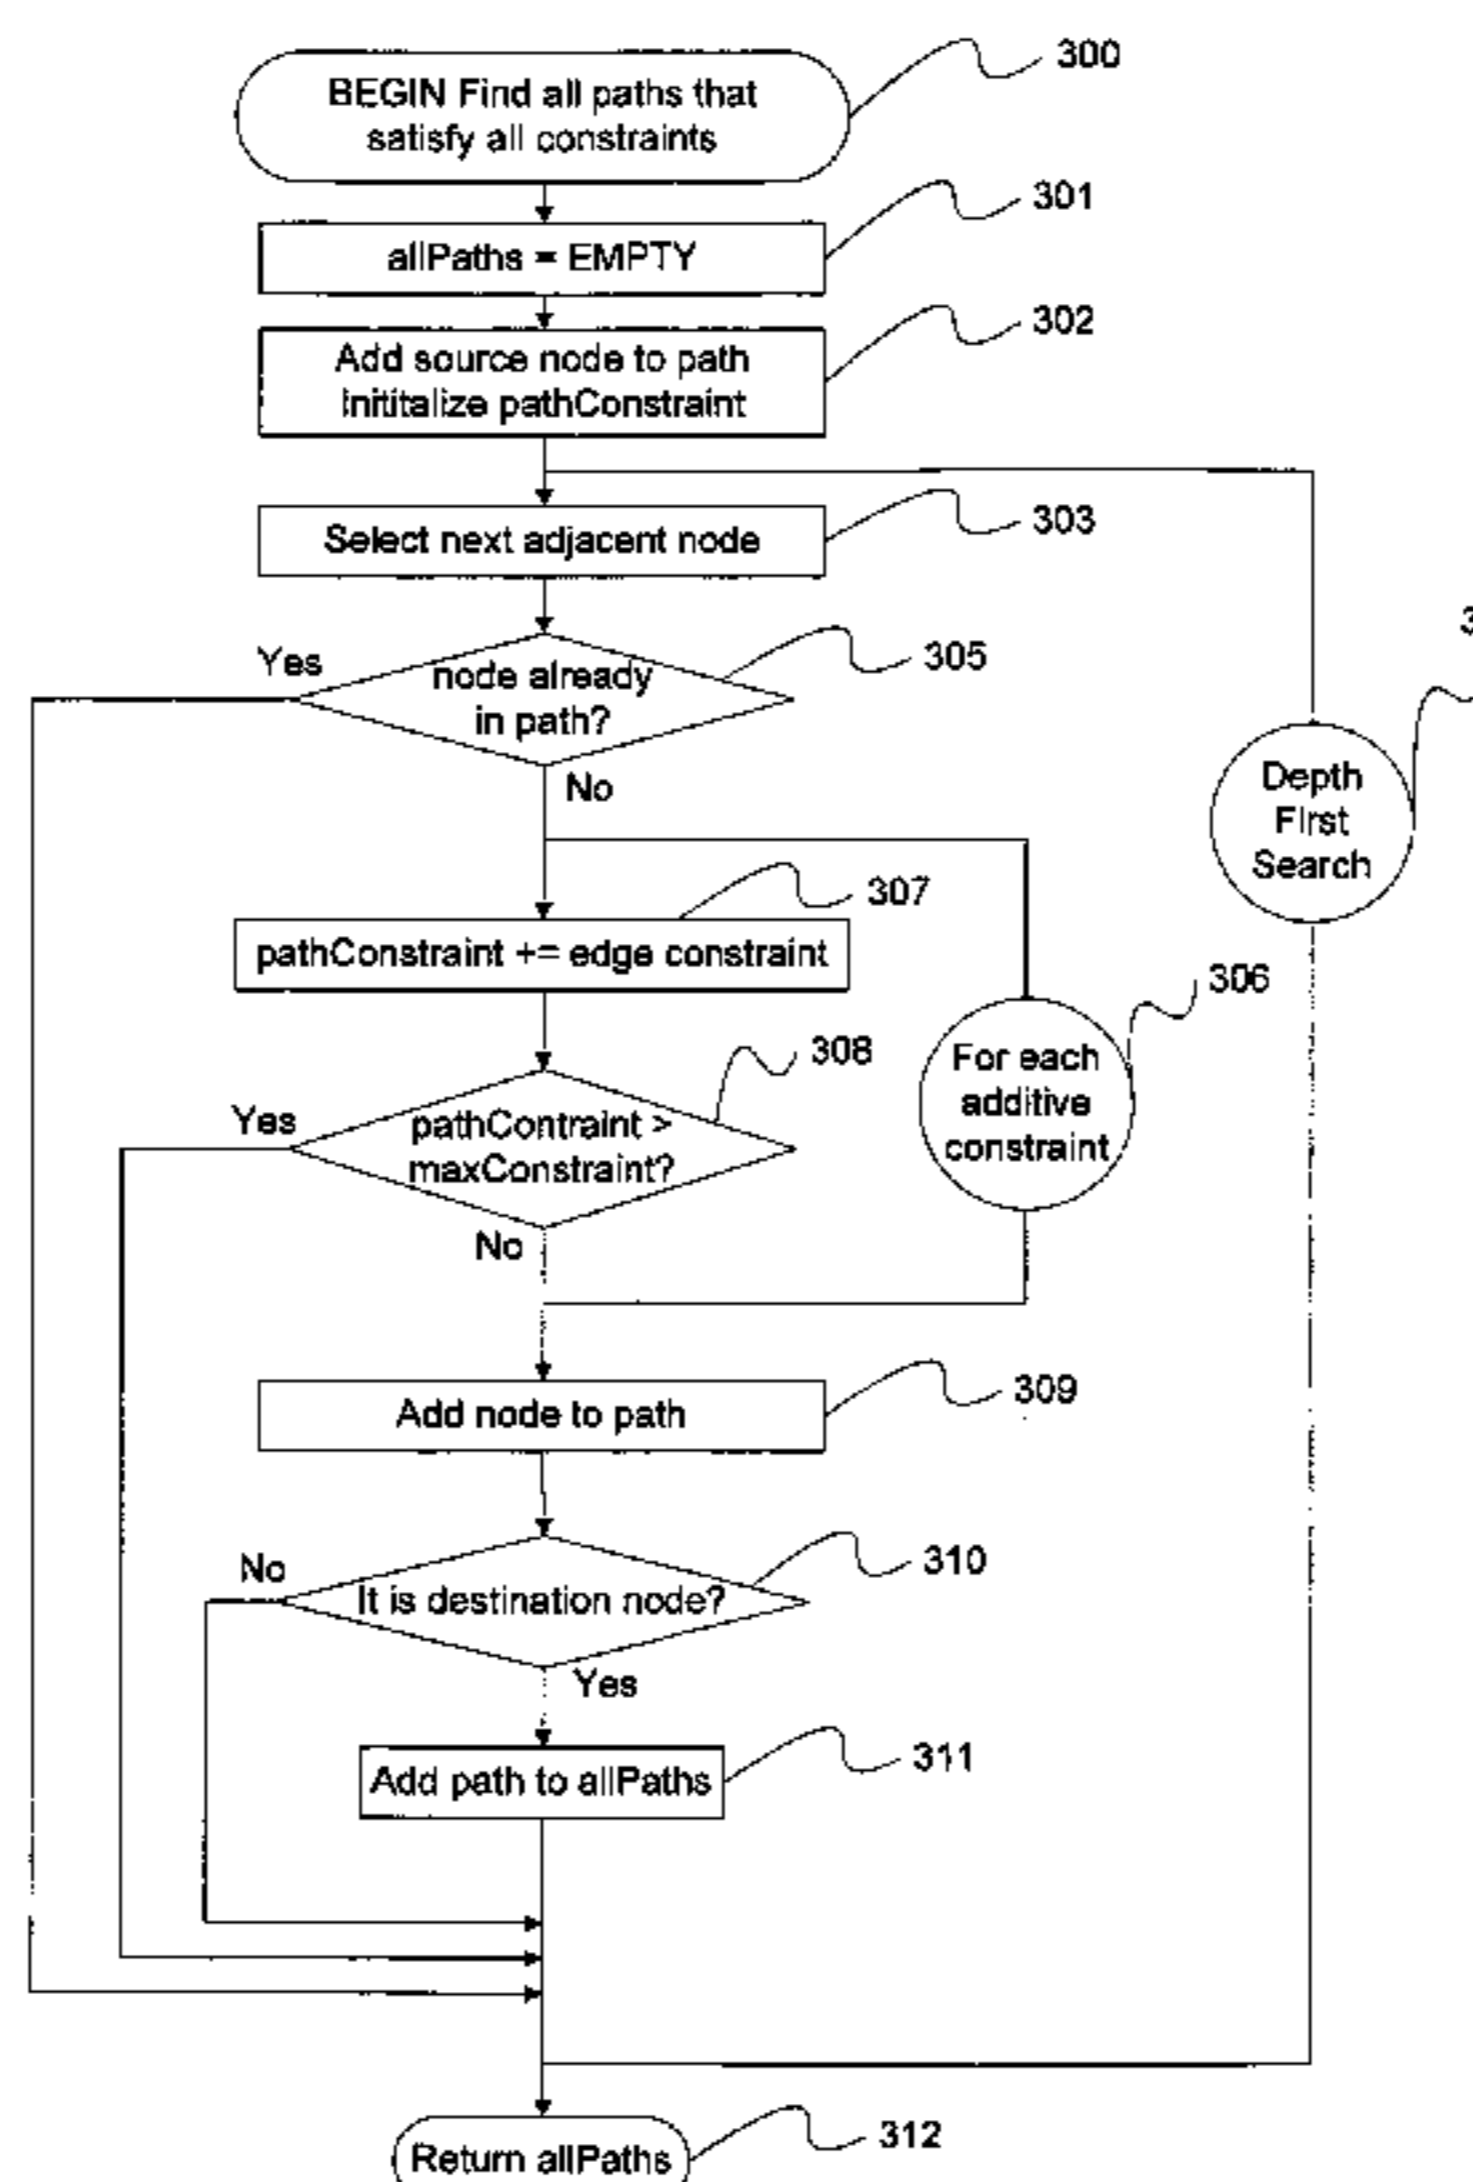 BEGIN Find all paths that
satisfy all constraints
300
allPaths = EMPTY
301
Add source node to path
Inititalize pathConstraint
302
Select next adjacent node
303
node already
in path?
305
Yes
No
Depth
First
Search
3
pathConstraint += edge constraint
307
For each
additive
constraint
306
pathContraint >
maxConstraint?
308
Yes
No
Add node to path
309
It is destination node?
310
No
Yes
Add path to allPaths
311
Return allPaths
312